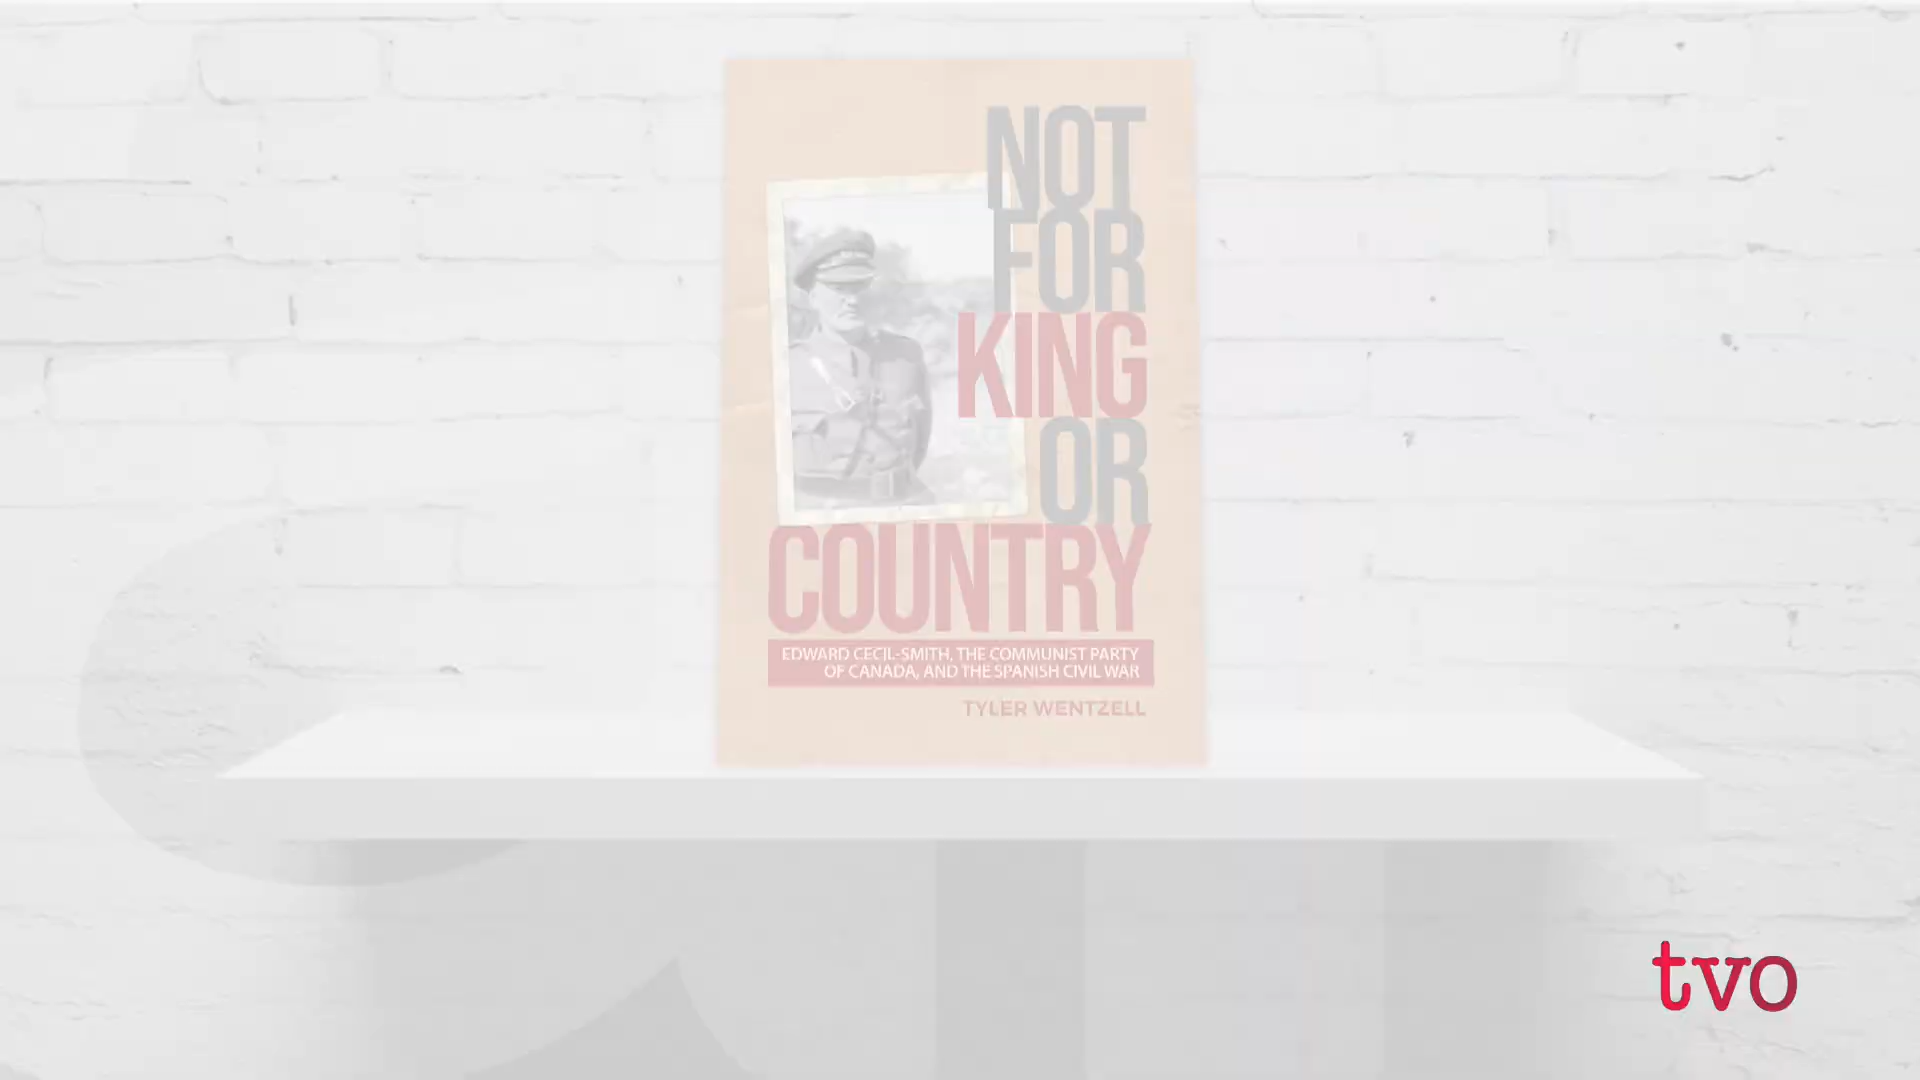 NOT
FOR
KING
OR
COUNTRY
EDWARD CECIL-SMITH, THE COMMUNIST PARTY
OF CANADA, AND THE SPANISH CIVIL WAR
TYLER WENTZELL
tvo